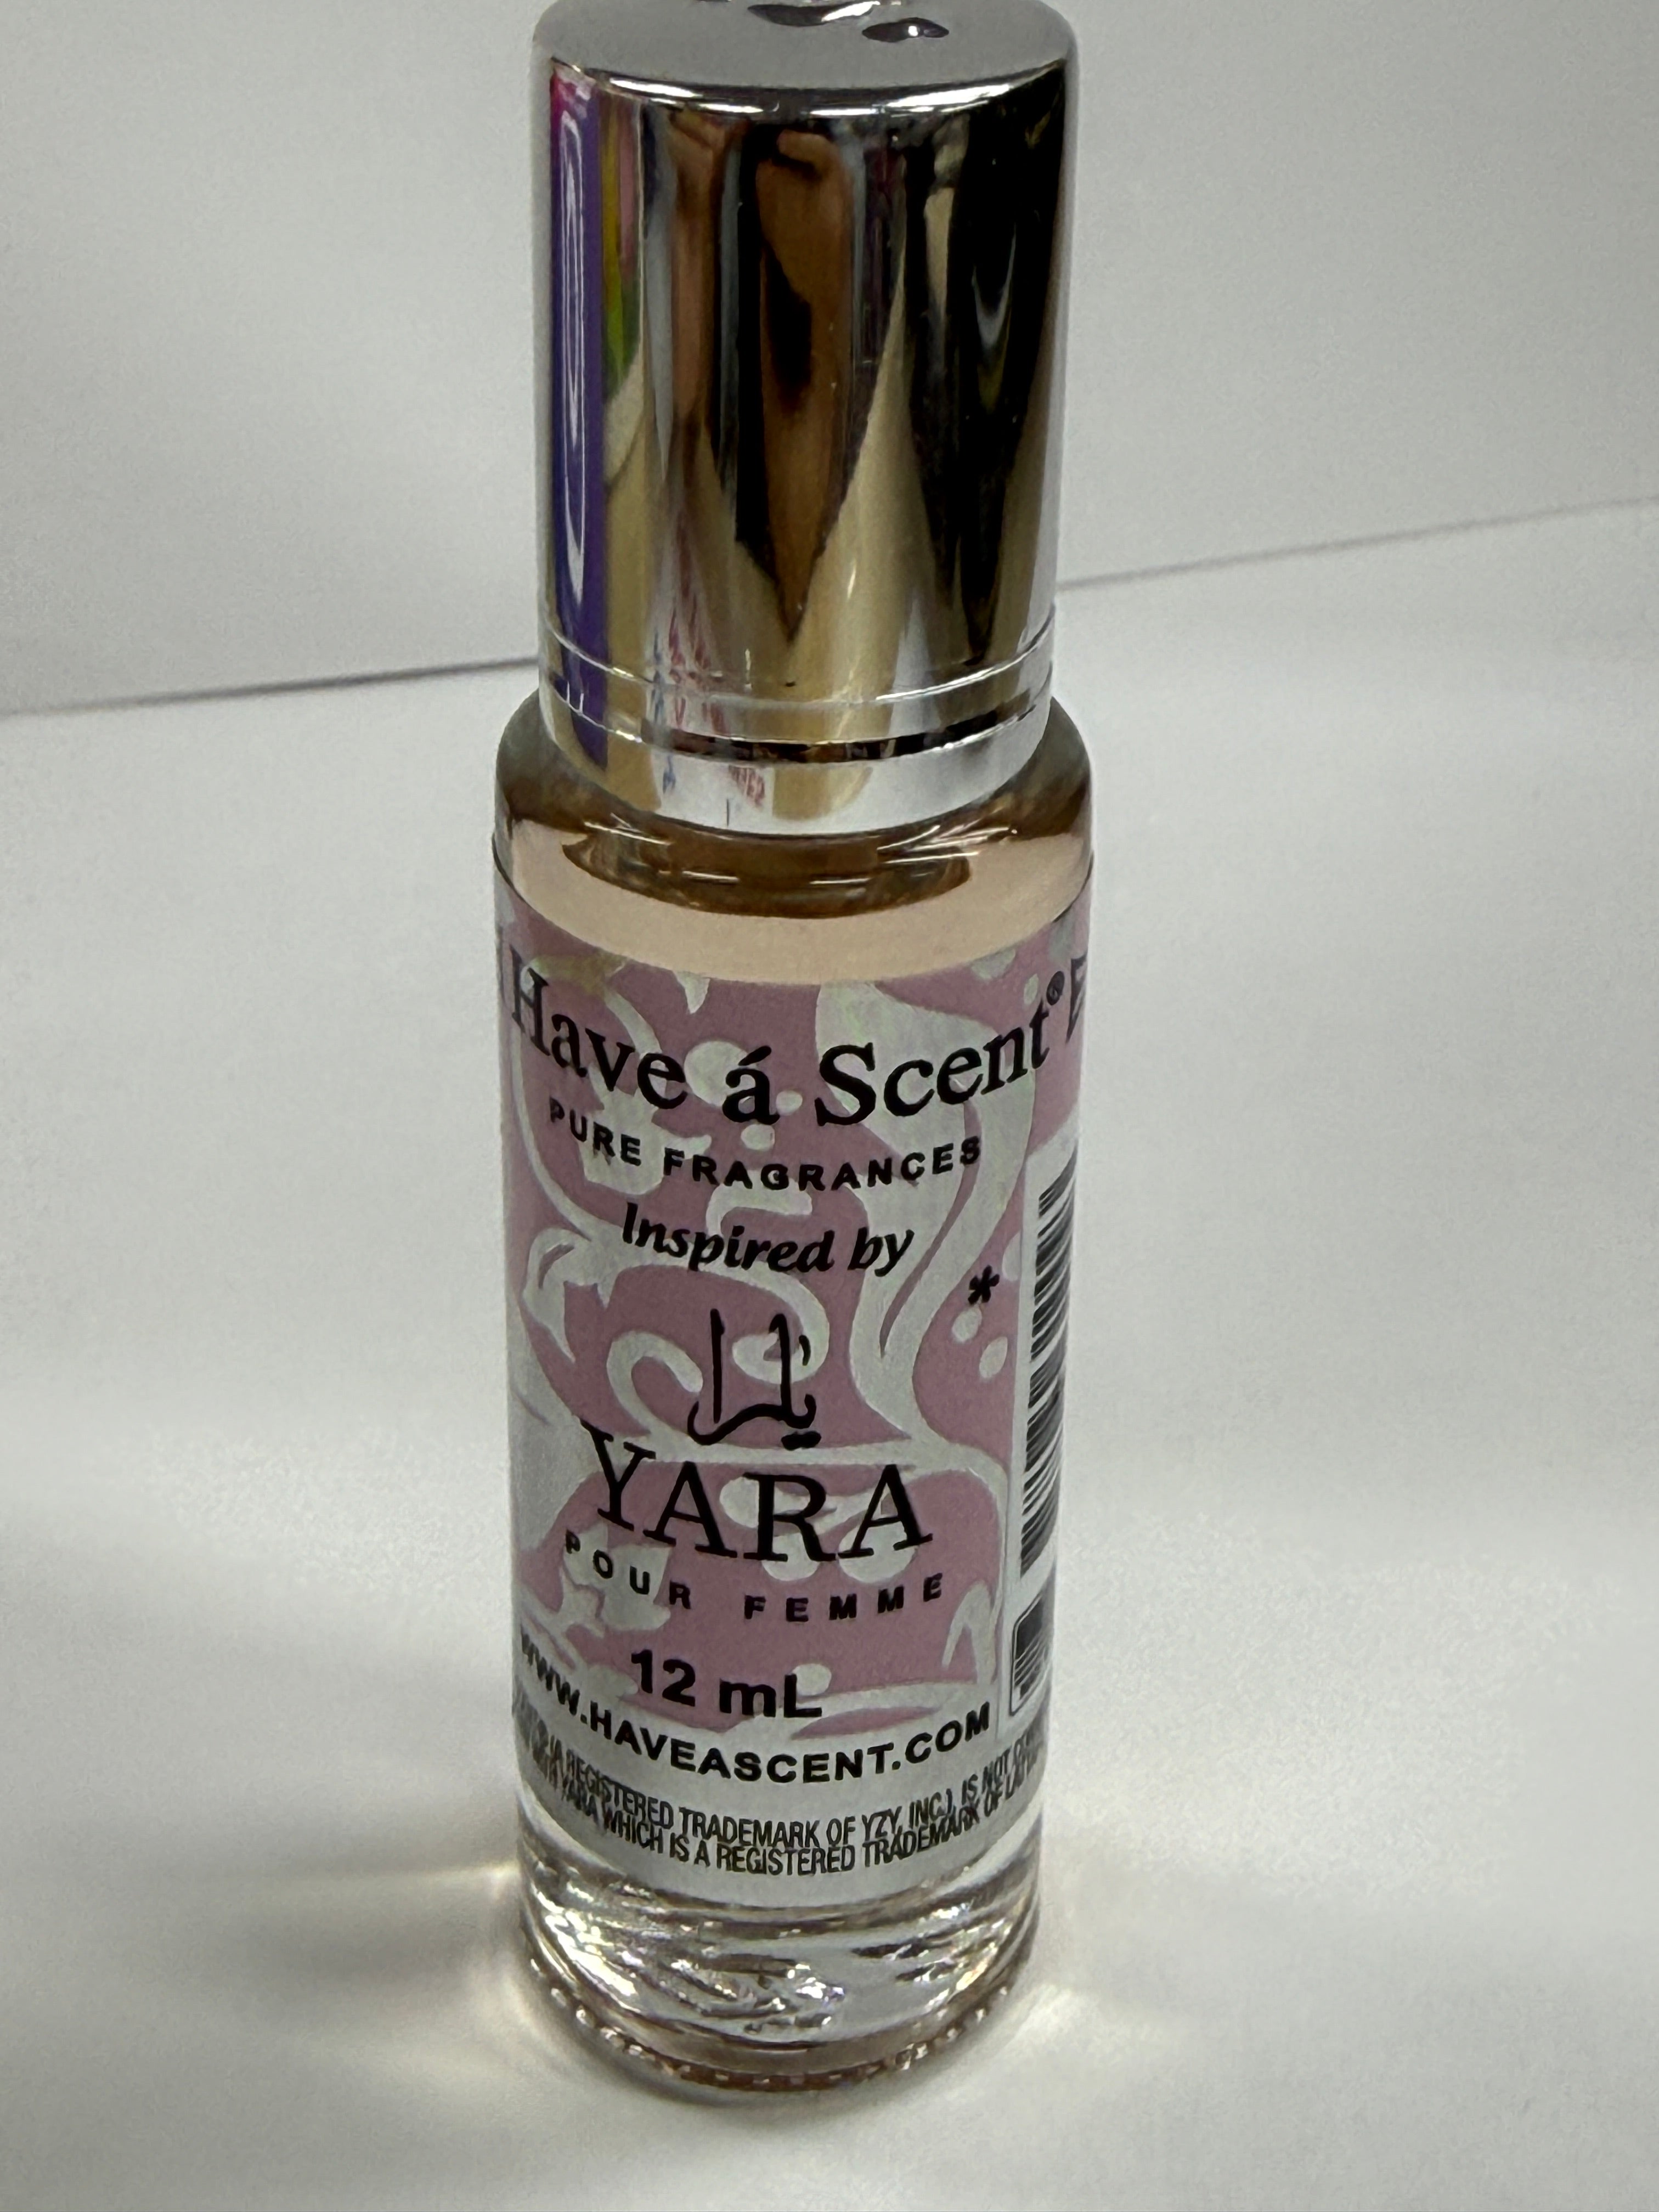 Have á Scent®
PURE FRAGRANCES
Inspired by
*
يارا
YARA
POUR FEMME
12 mL
WWW.HAVEASCENT.COM
REGISTERED TRADEMARK OF YZY, INC.), IS NOT
YARA WHICH IS A REGISTERED TRADEMARK OF